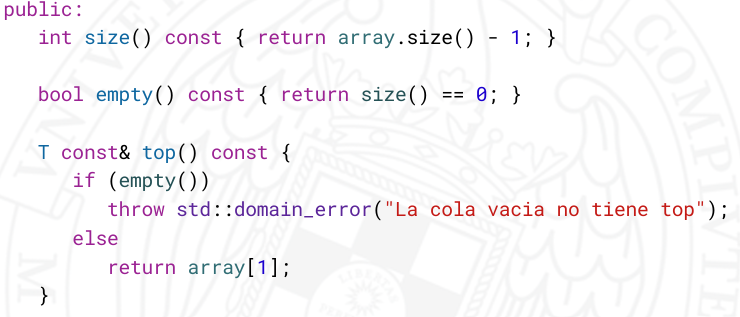 public:
int size() const { return array.size() - 1; }
bool empty() const { return size() == 0; }
T const& top() const {
if (empty())
throw std::domain_error("La cola vacia no tiene top");
else
return array[1];
}